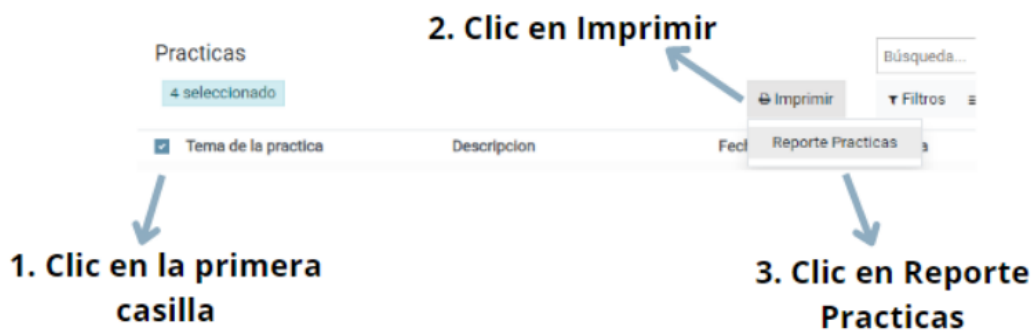 2. Clic en Imprimir
Practicas
Búsqueda...
4 seleccionado
Imprimir
Filtros
Tema de la practica
Descripcion
Fech
a
Reporte Practicas
1. Clic en la primera
casilla
3. Clic en Reporte
Practicas